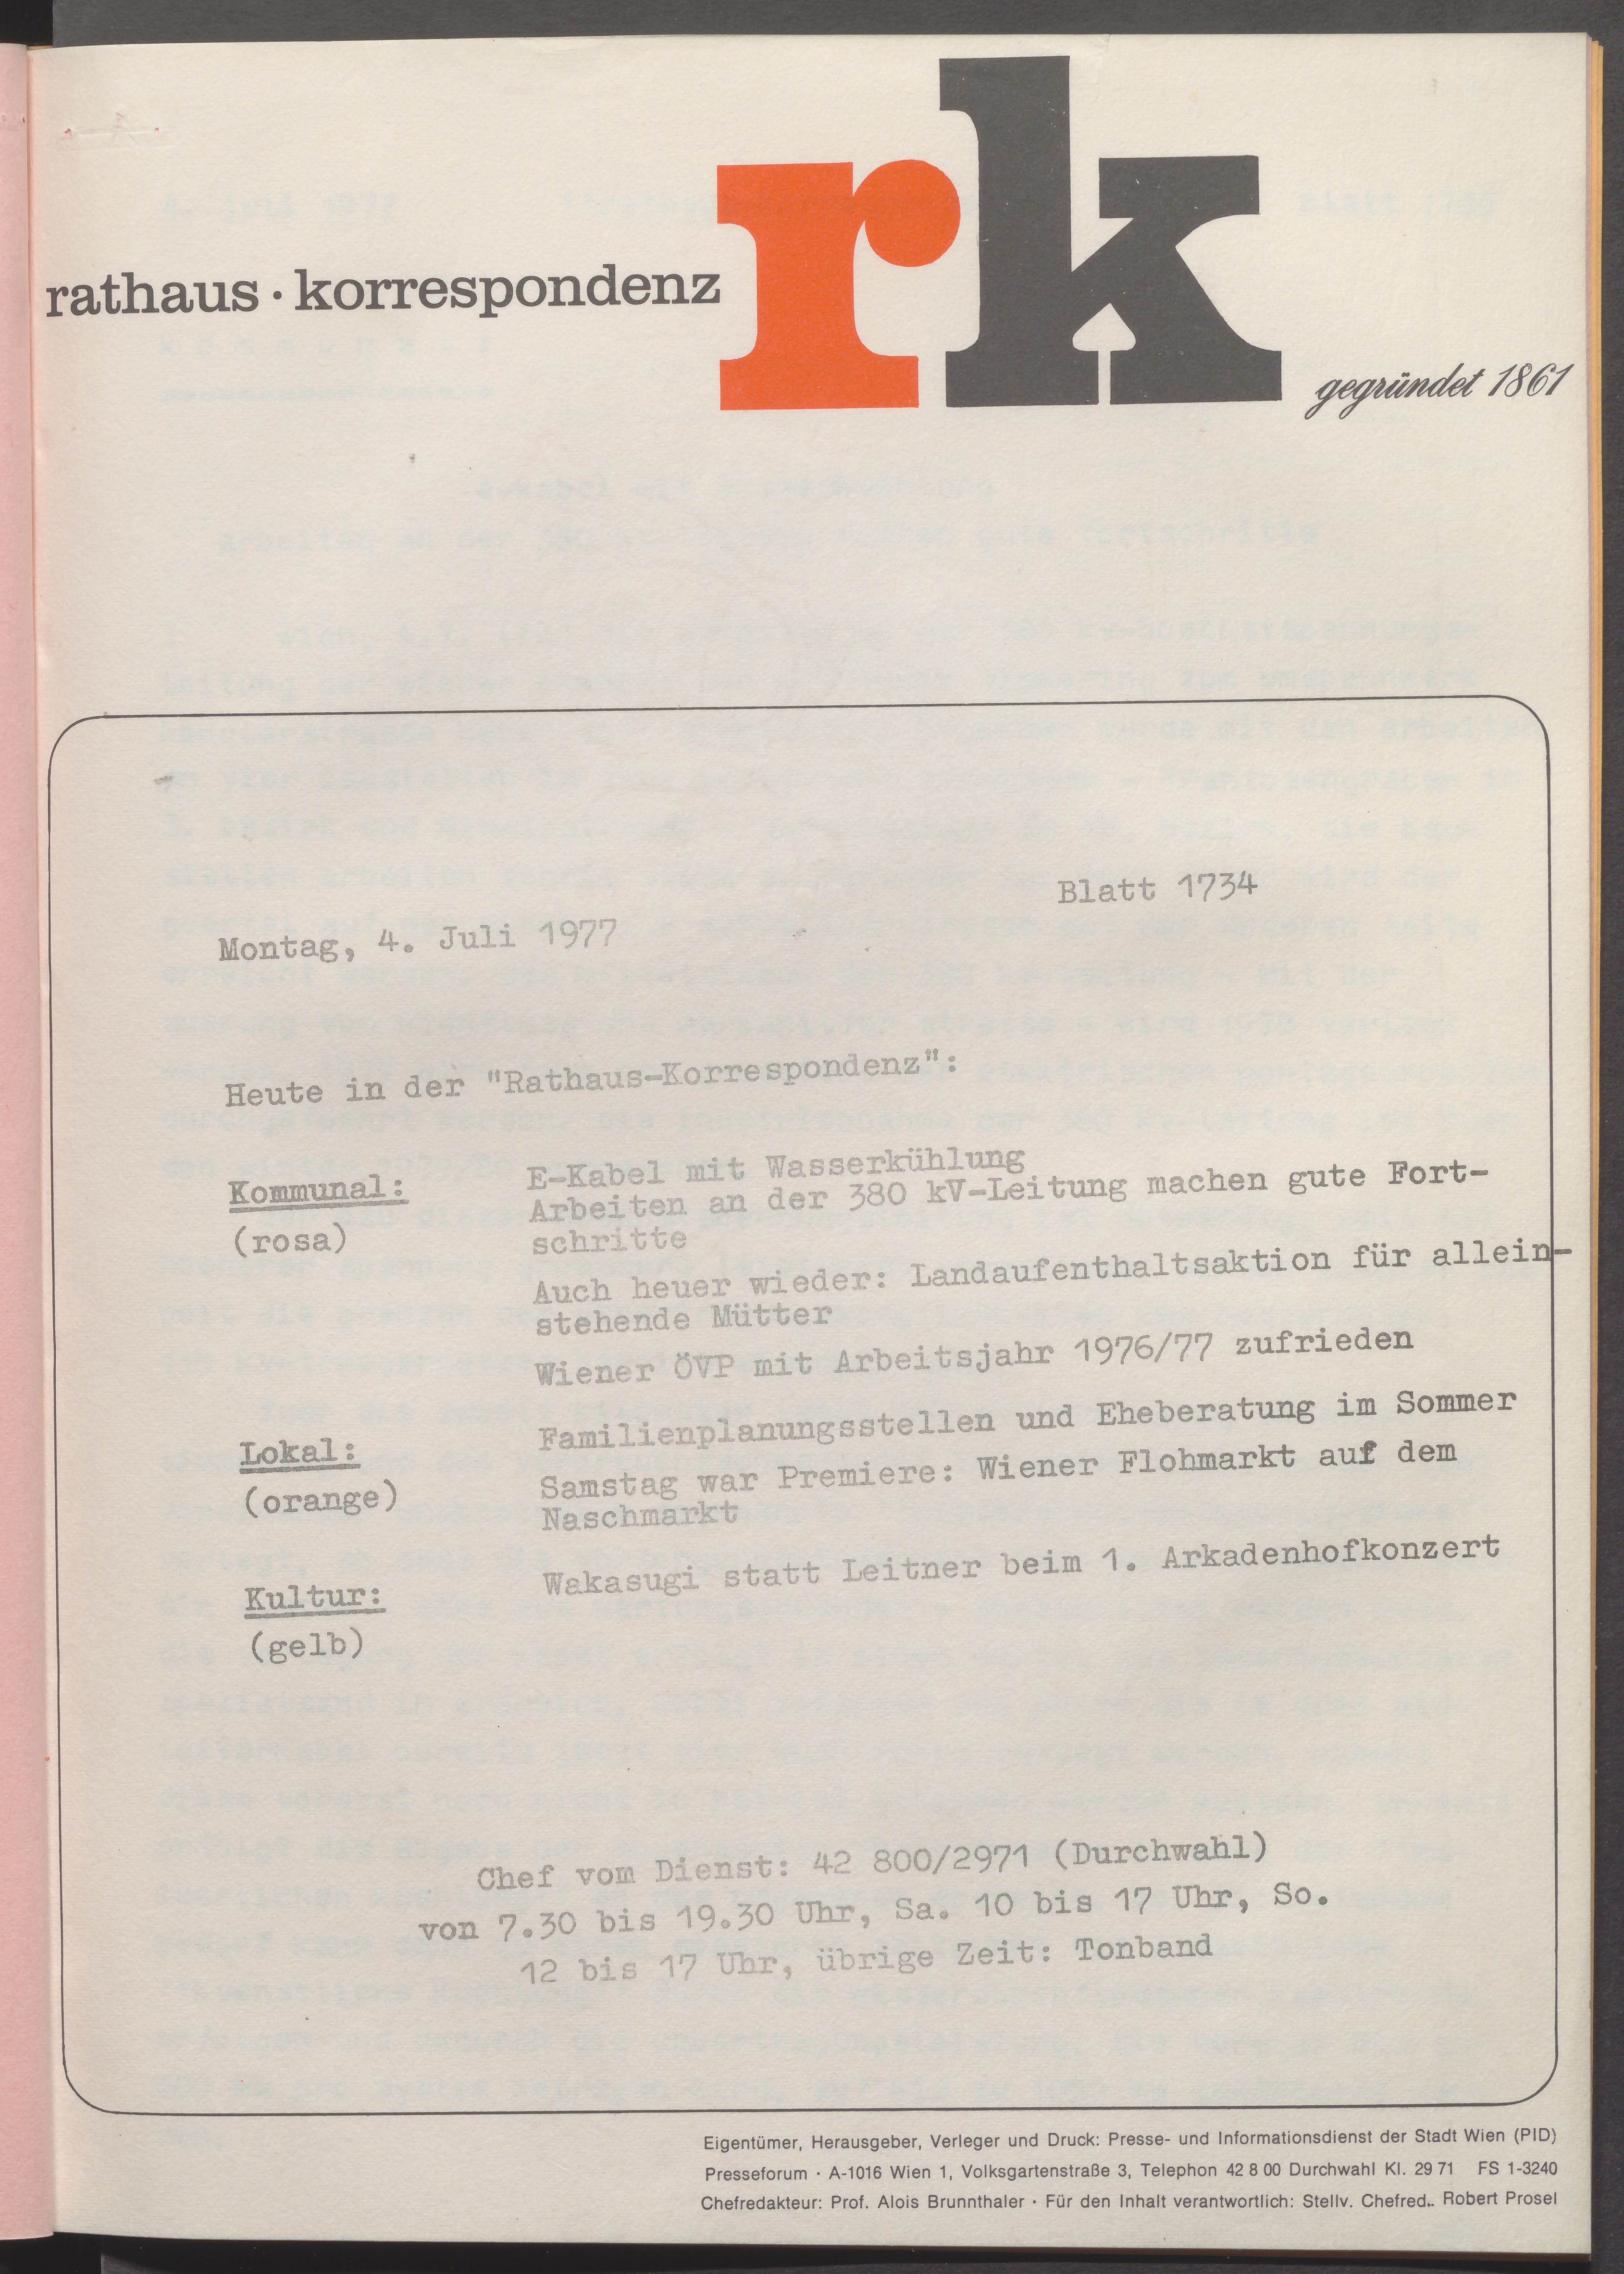 rk
rathaus · korrespondenz
gegründet 1861
Blatt 1734
Montag, 4. Juli 1977
Heute in der "Rathaus-Korrespondenz":
Kommunal:
(rosa)
E-Kabel mit Wasserkühlung
Arbeiten an der 380 kV-Leitung machen gute Fort-
schritte
Auch heuer wieder: Landaufenthaltsaktion für allein-
stehende Mütter
Wiener ÖVP mit Arbeitsjahr 1976/77 zufrieden
Lokal:
(orange)
Familienplanungsstellen und Eheberatung im Sommer
Samstag war Premiere: Wiener Flohmarkt auf dem
Naschmarkt
Kultur:
(gelb)
Wakasugi statt Leitner beim 1. Arkadenhofkonzert
Chef vom Dienst: 42 800/2971 (Durchwahl)
von 7.30 bis 19.30 Uhr, Sa. 10 bis 17 Uhr, So.
12 bis 17 Uhr, übrige Zeit: Tonband
Eigentümer, Herausgeber, Verleger und Druck: Presse- und Informationsdienst der Stadt Wien (PID)
Presseforum · A-1016 Wien 1, Volksgartenstraße 3, Telephon 42 8 00 Durchwahl Kl. 29 71 FS 1-3240
Chefredakteur: Prof. Alois Brunnthaler · Für den Inhalt verantwortlich: Stellv. Chefred.. Robert Prosel